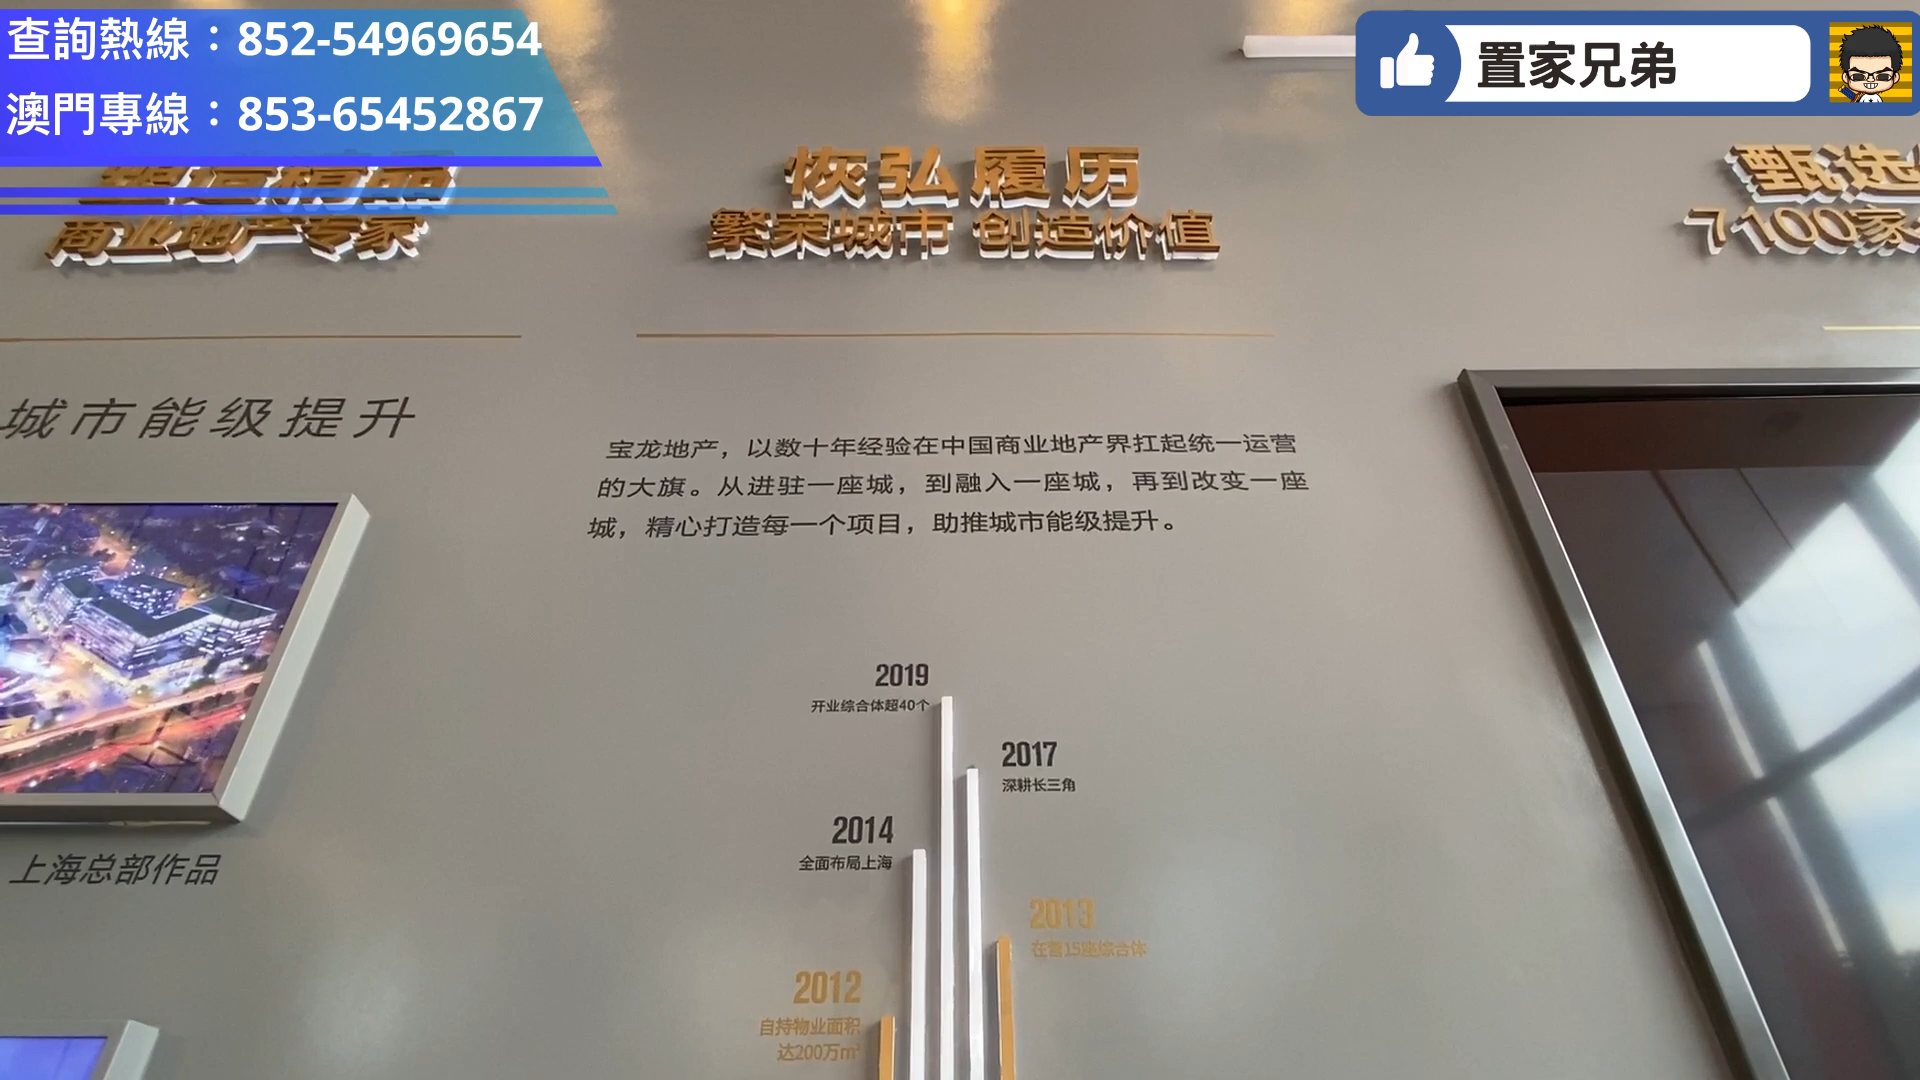 查詢熱線：852-54969654
澳門專線：853-65452867
置家兄弟
商业地产专家
城市能级提升
上海总部作品
恢弘履历
繁荣城市 创造价值
宝龙地产，以数十年经验在中国商业地产界扛起统一运营
的大旗。从进驻一座城，到融入一座城，再到改变一座
城，精心打造每一个项目，助推城市能级提升。
2019
开业综合体超40个
2017
深耕长三角
2014
全面布局上海
2013
在营15座综合体
2012
自持物业面积
达200万m²
甄选
7100家